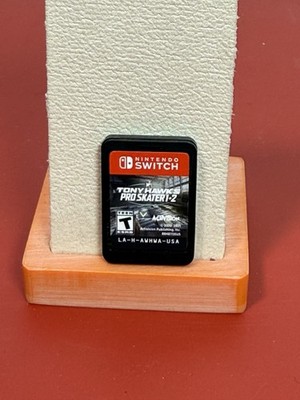 NINTENDO
SWITCH
TONY HAWK'S
PRO SKATER 1+2
T
ACTIVISION
LA-H-AWHWA-USA